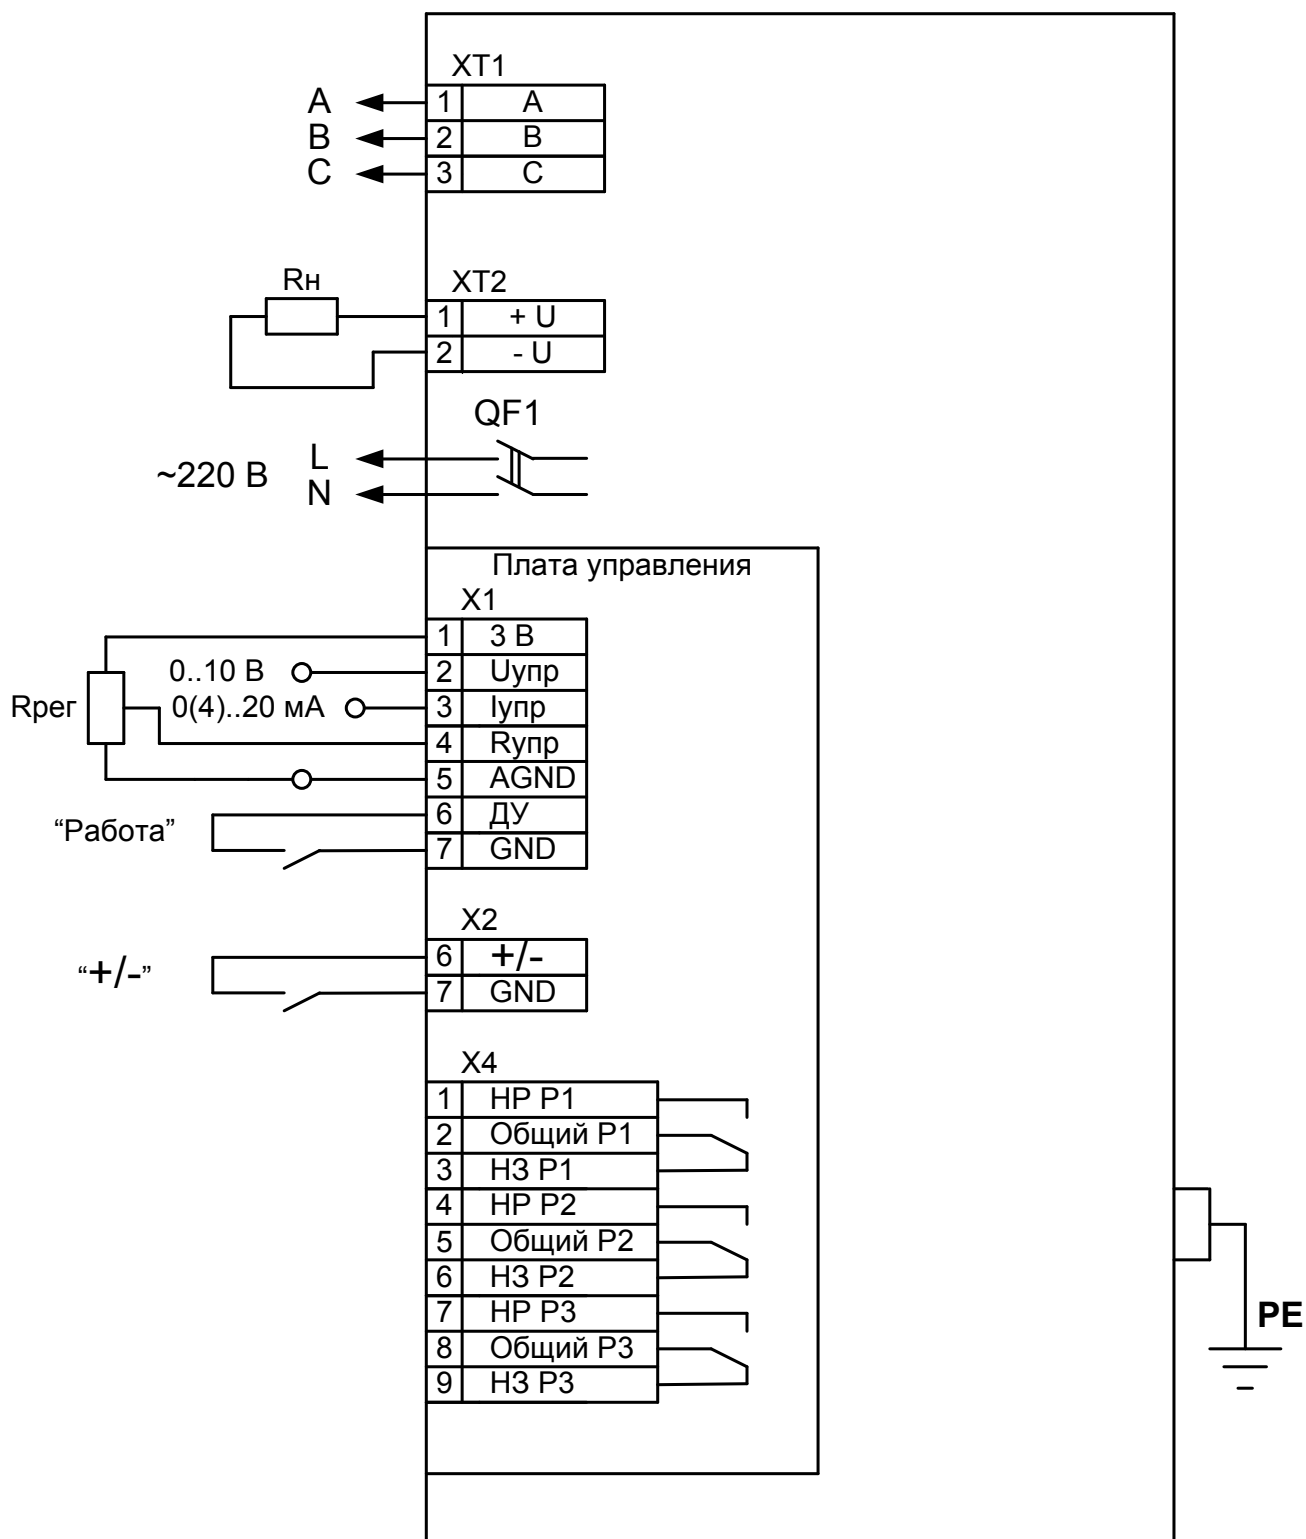 XT1
A 1 A
B 2 B
C 3 C
Rн
XT2
1 + U
2 - U
QF1
~220 В
L
N
Плата управления
X1
1 3 В
0..10 В 2 Uупр
Rрег 0(4)..20 мА 3 Iупр
4 Rупр
5 AGND
“Работа” 6 ДУ
7 GND
X2
“+/-” 6 +/-
7 GND
X4
1 НР Р1
2 Общий Р1
3 НЗ Р1
4 НР Р2
5 Общий Р2
6 НЗ Р2
7 НР Р3
8 Общий Р3
9 НЗ Р3
PE